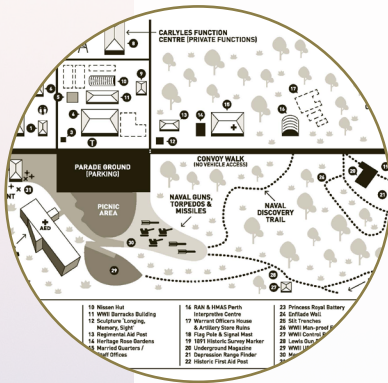 CARLYLES FUNCTION
CENTRE (PRIVATE FUNCTIONS)
PARADE GROUND
(PARKING)
CONVOY WALK
(NO VEHICLE ACCESS)
PICNIC
AREA
NAVAL GUNS,
TORPEDOS &
MISSILES
NAVAL
DISCOVERY
TRAIL
AED
10 Nissen Hut
11 WWII Barracks Building
12 Sculpture 'Longing,
Memory, Sight'
13 Regimental Aid Post
14 Heritage Rose Gardens
15 Married Quarters /
Staff Offices
16 RAN & HMAS Perth
Interpretive Centre
17 Warrant Officers House
& Artillery Store Ruins
18 Flag Pole & Signal Mast
19 1891 Historic Survey Marker
20 Underground Magazine
21 Depression Range Finder
22 Historic First Aid Post
23 Princess Royal Battery
24 Enfilade Well
25 Slit Trenches
26 WWII Man-proof
27 WWII Control
28 Lewis Gun
29 WWII
30